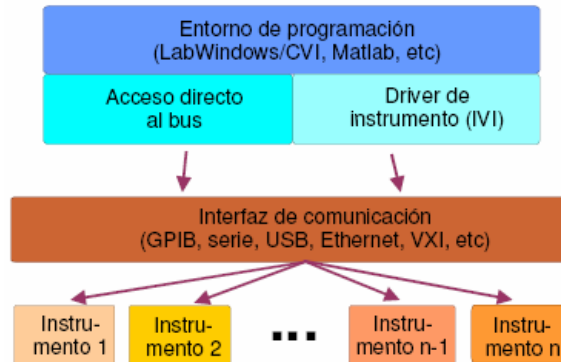 Entorno de programación
(LabWindows/CVI, Matlab, etc)
Acceso directo
al bus
Driver de
instrumento (IVI)
Interfaz de comunicación
(GPIB, serie, USB, Ethernet, VXI, etc)
Instru-
mento 1
Instru-
mento 2
...
Instru-
mento n-1
Instru-
mento n